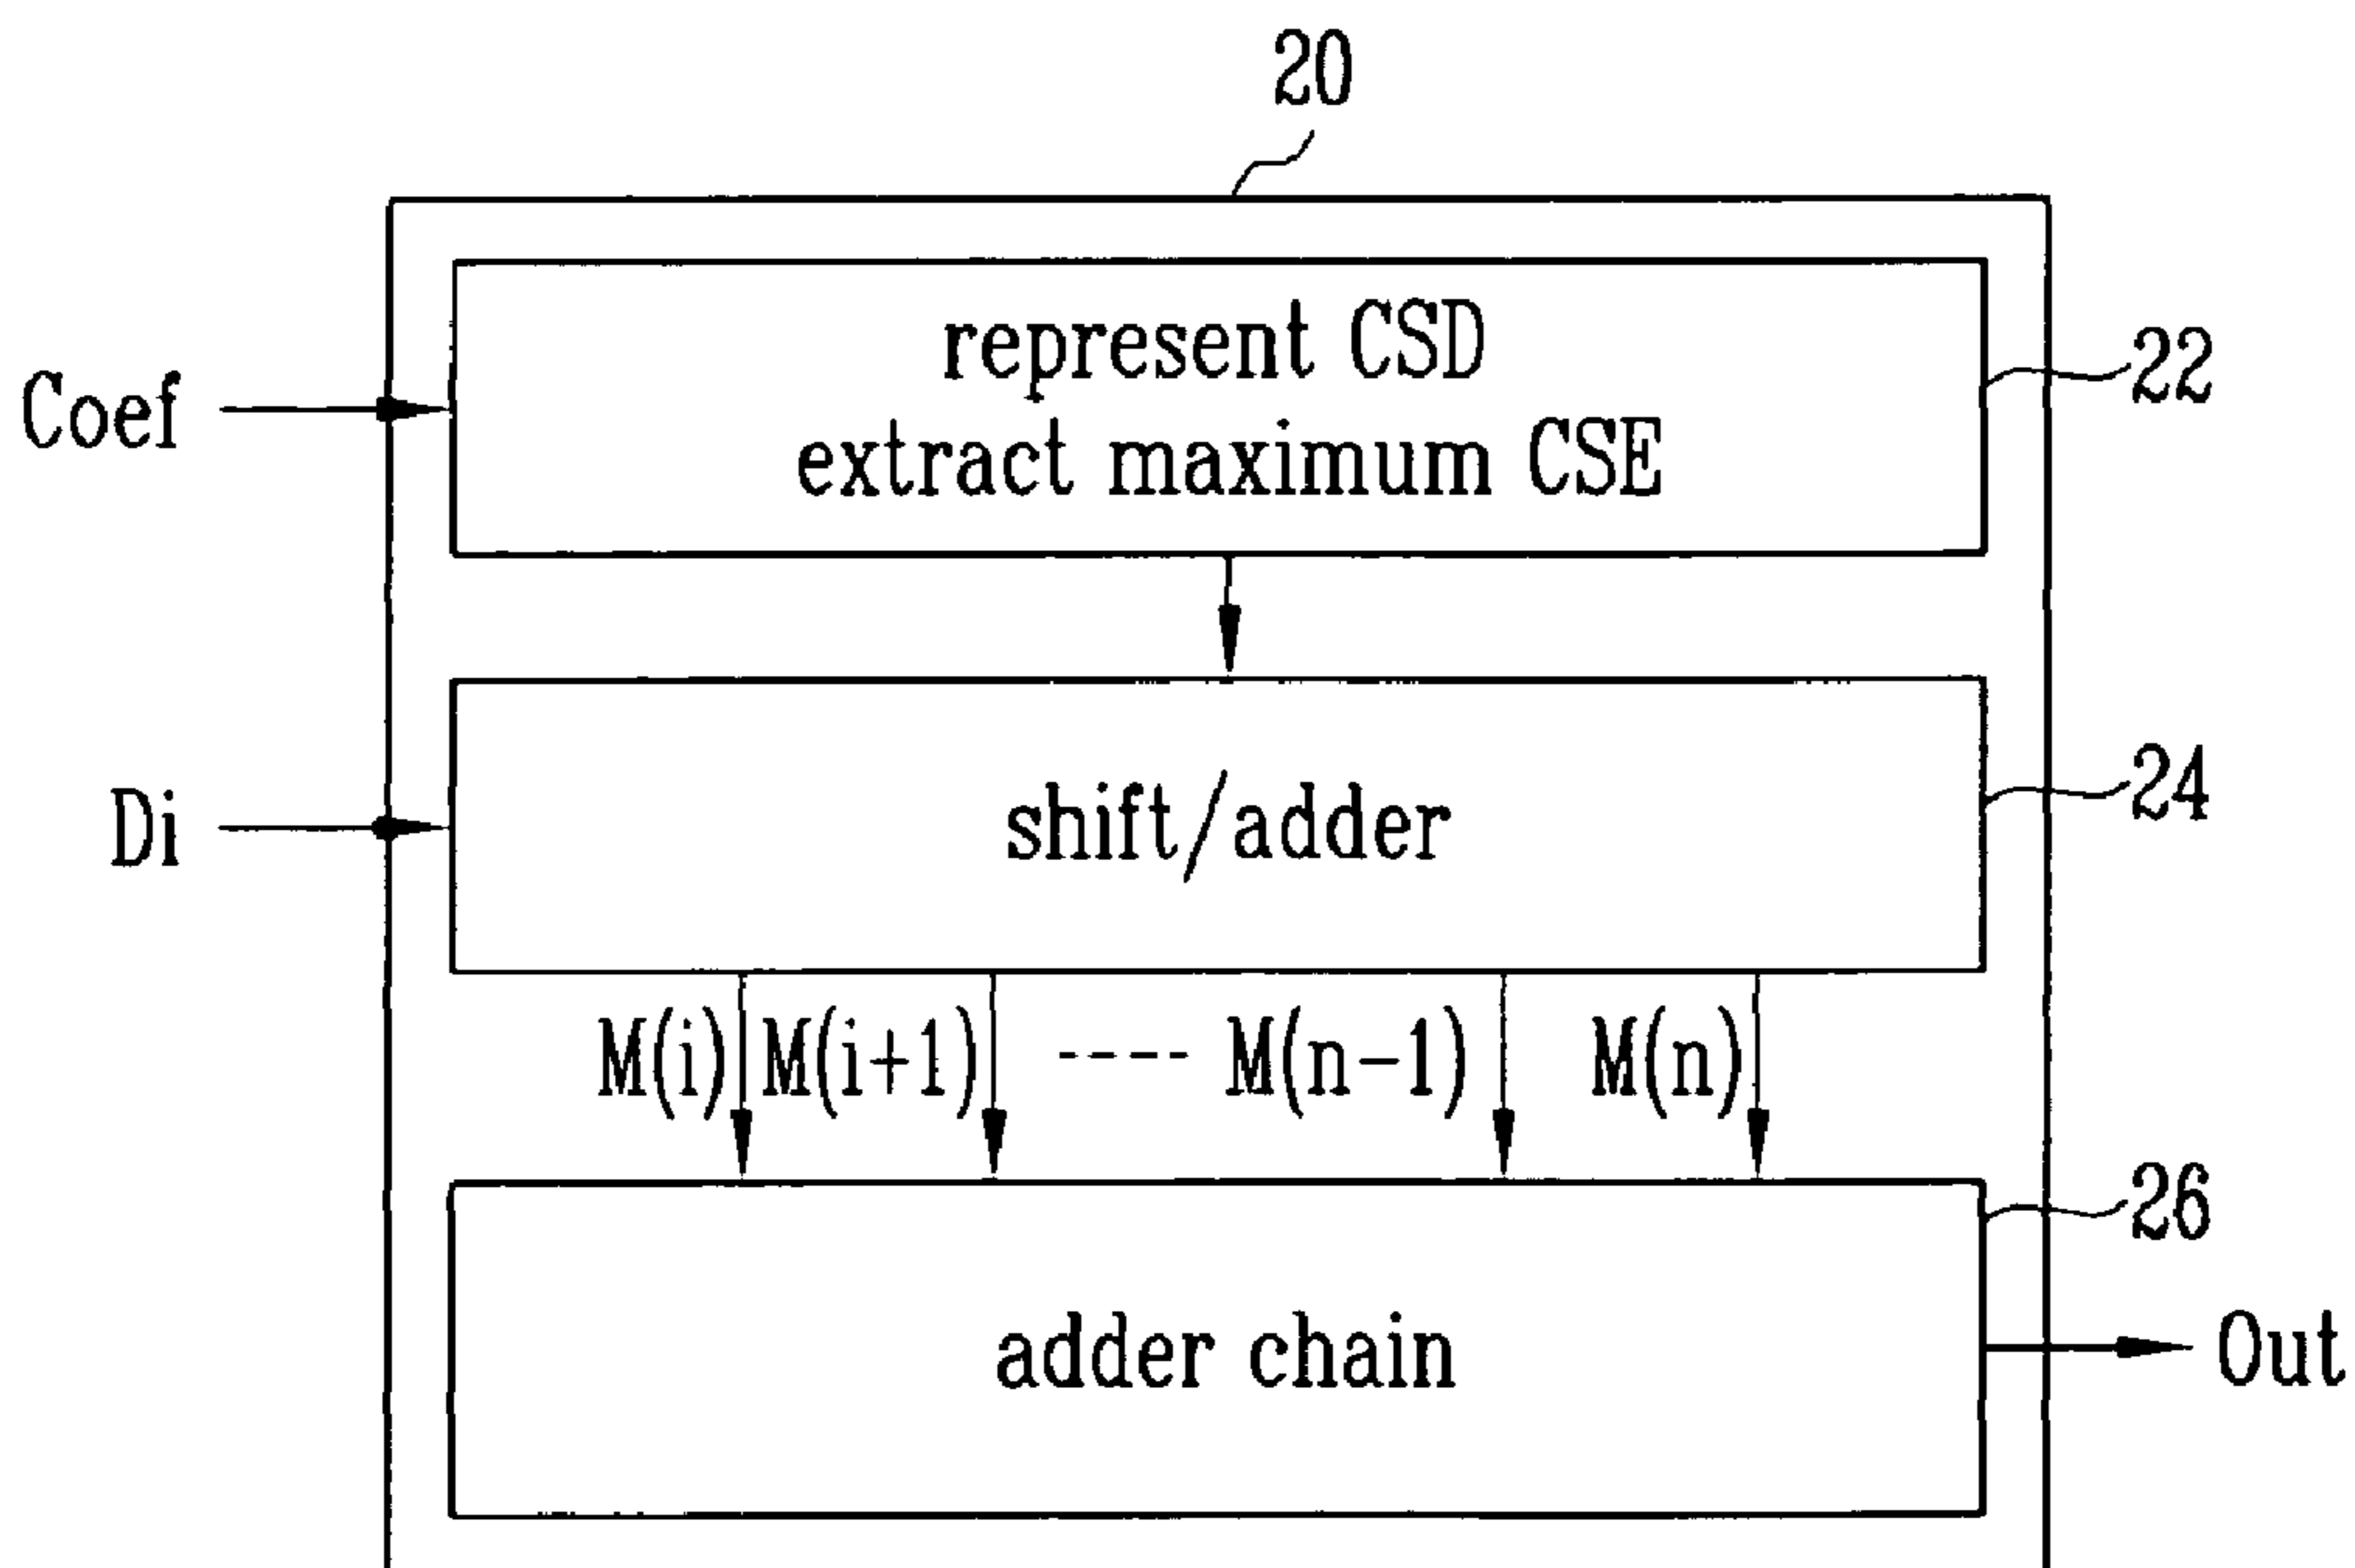 20
represent CSD
extract maximum CSE
22
Coef
shift/adder
24
Di
M(i) M(i+1) ---- M(n-1) M(n)
26
adder chain
Out